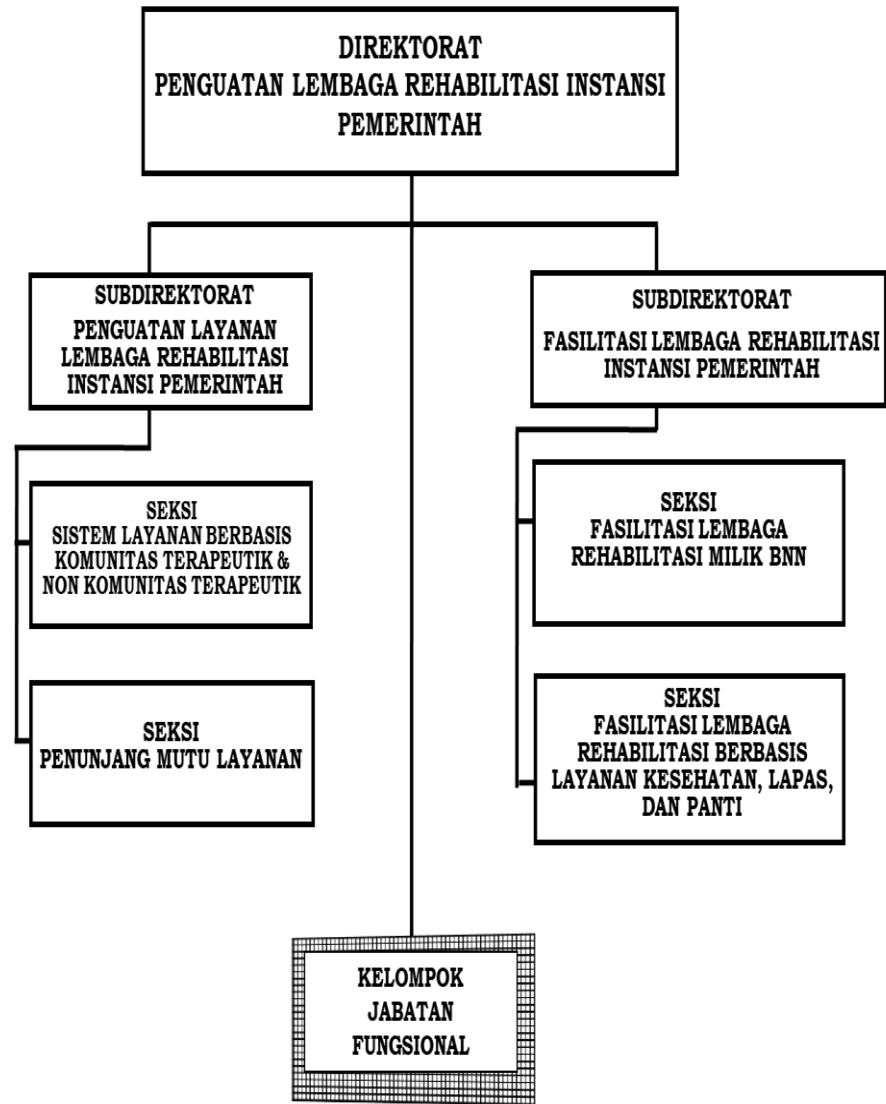 DIREKTORAT
PENGUATAN LEMBAGA REHABILITASI INSTANSI
PEMERINTAH
SUBDIREKTORAT
PENGUATAN LAYANAN
LEMBAGA REHABILITASI
INSTANSI PEMERINTAH
SUBDIREKTORAT
FASILITASI LEMBAGA REHABILITASI
INSTANSI PEMERINTAH
SEKSI
SISTEM LAYANAN BERBASIS
KOMUNITAS TERAPEUTIK &
NON KOMUNITAS TERAPEUTIK
SEKSI
FASILITASI LEMBAGA
REHABILITASI MILIK BNN
SEKSI
PENUNJANG MUTU LAYANAN
SEKSI
FASILITASI LEMBAGA
REHABILITASI BERBASIS
LAYANAN KESEHATAN, LAPAS,
DAN PANTI
KELOMPOK
JABATAN
FUNGSIONAL